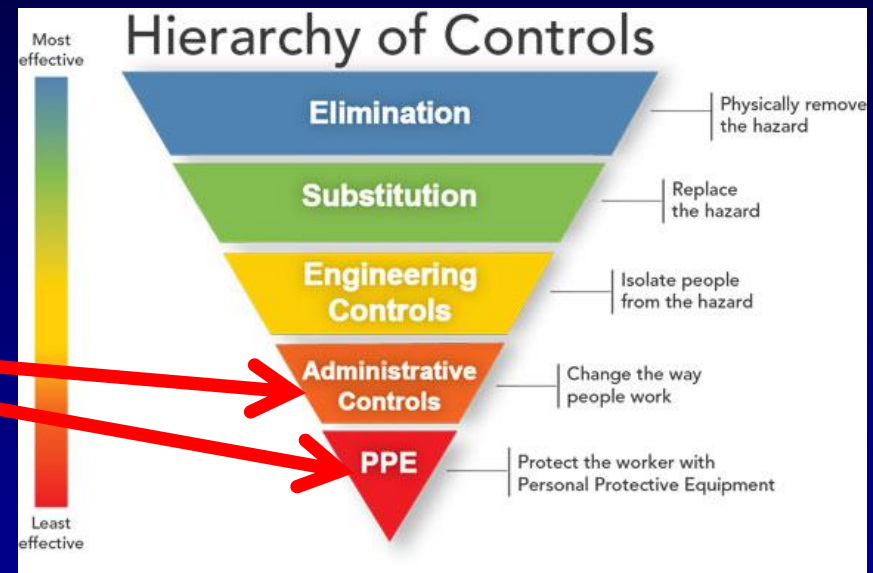 Hierarchy of Controls
Most
effective
Elimination
Physically remove
the hazard
Substitution
Replace
the hazard
Engineering
Controls
Isolate people
from the hazard
Administrative
Controls
Change the way
people work
PPE
Protect the worker with
Personal Protective Equipment
Least
effective